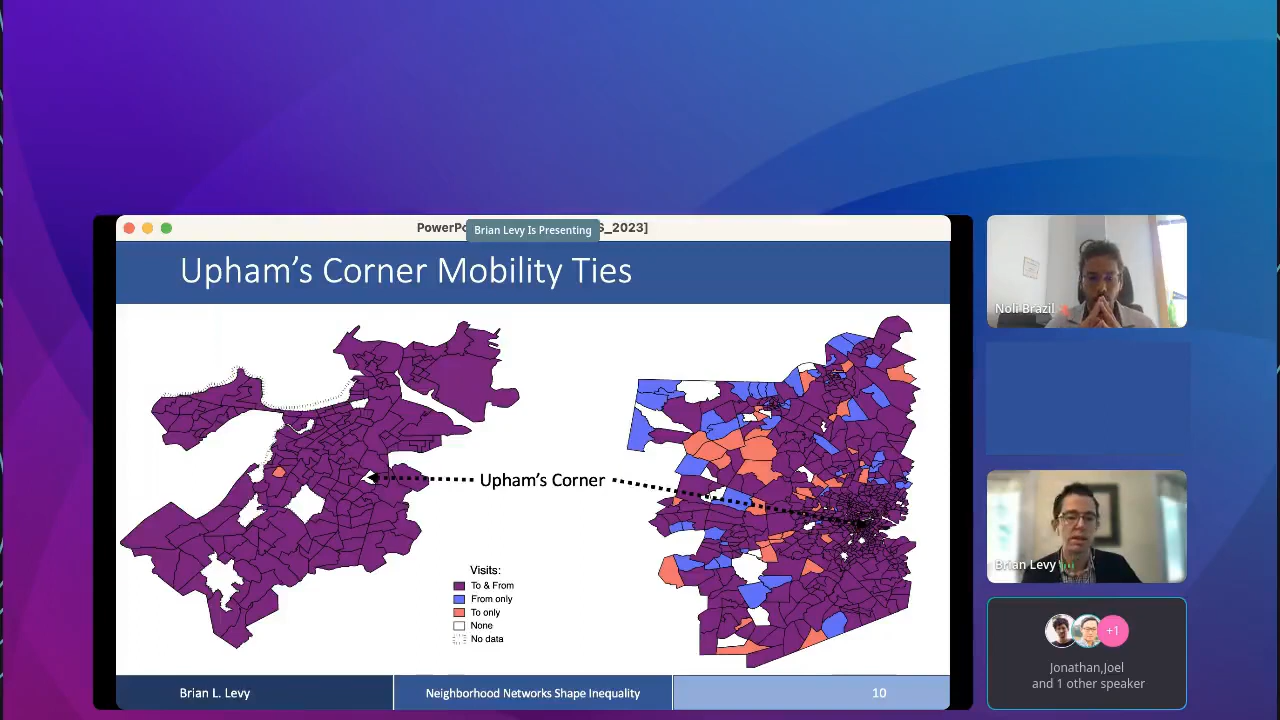 PowerPo
S_2023]
Brian Levy Is Presenting
Upham’s Corner Mobility Ties
Upham’s Corner
Visits:
To & From
From only
To only
None
No data
Brian L. Levy
Neighborhood Networks Shape Inequality
10
Noli Brazil
Brian Levy
+1
Jonathan,Joel
and 1 other speaker